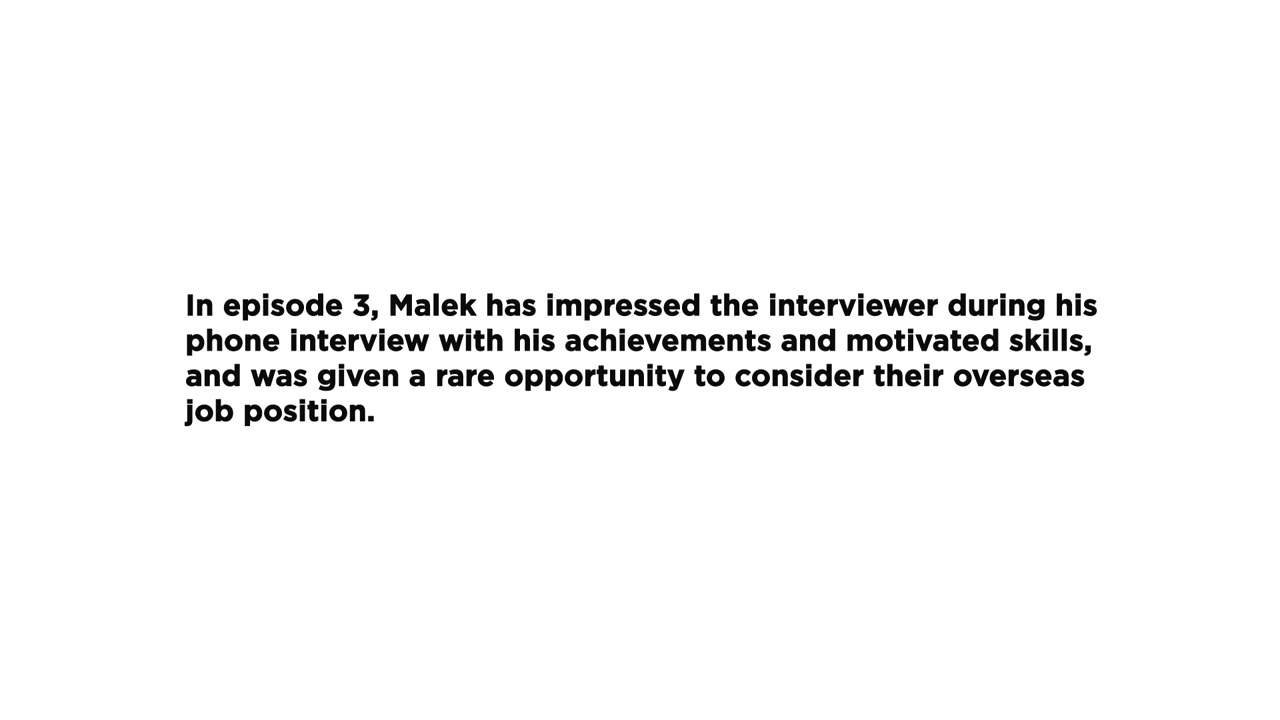 In episode 3, Malek has impressed the interviewer during his
phone interview with his achievements and motivated skills,
and was given a rare opportunity to consider their overseas
job position.